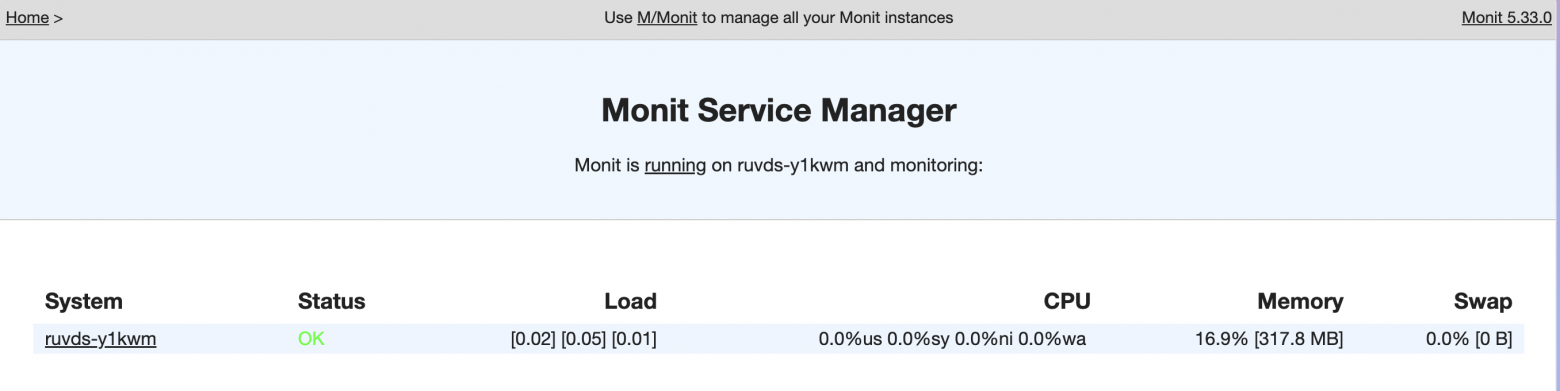 Home > Use M/Monit to manage all your Monit instances Monit 5.33.0
Monit Service Manager
Monit is running on ruvds-y1kwm and monitoring:
System Status Load CPU Memory Swap
ruvds-y1kwm OK [0.02] [0.05] [0.01] 0.0%us 0.0%sy 0.0%ni 0.0%wa 16.9% [317.8 MB] 0.0% [0 B]